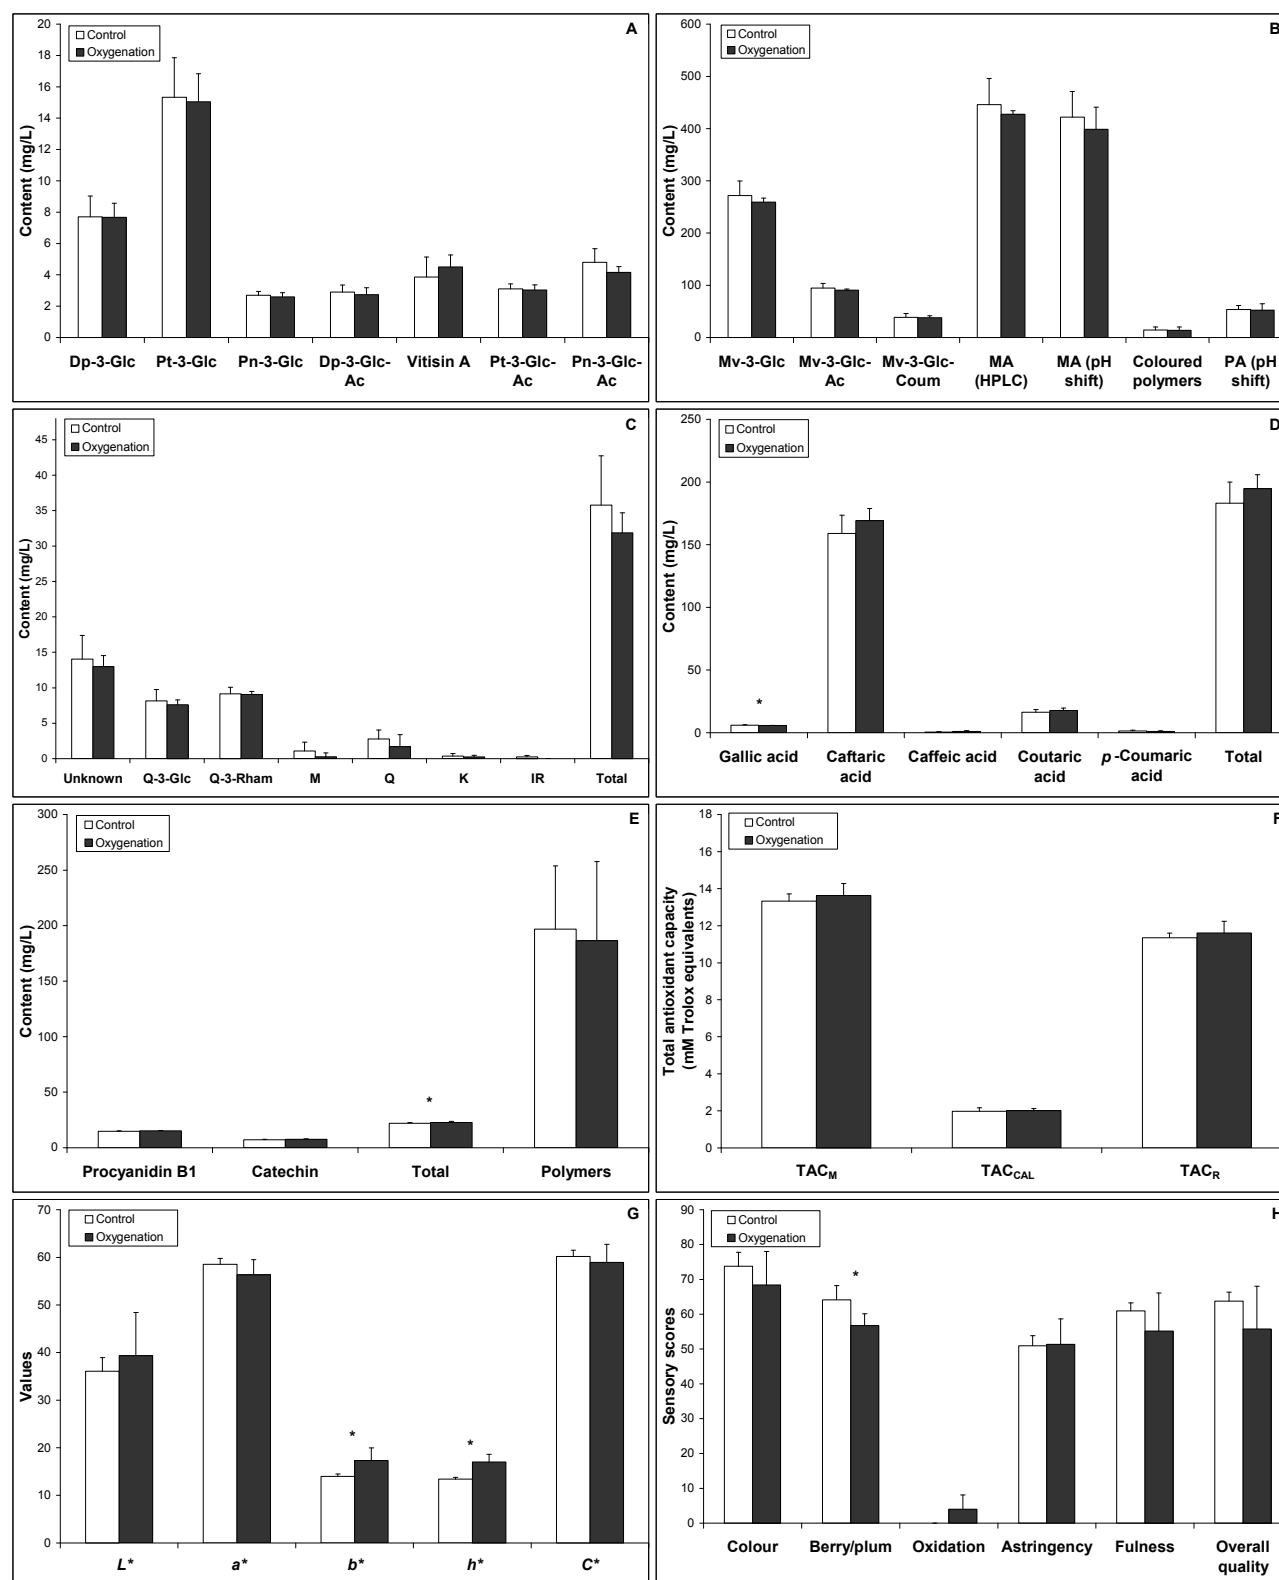 A
Control
Oxygenation
Content (mg/L)
20
18
16
14
12
10
8
6
4
2
0
Dp-3-Glc Pt-3-Glc Pn-3-Glc Dp-3-Glc- Vitisin A Pt-3-Glc- Pn-3-Glc-
Ac Ac Ac
B
Control
Oxygenation
Content (mg/L)
600
500
400
300
200
100
0
Mv-3-Glc Mv-3-Glc- Mv-3-Glc- MA MA (pH Coloured PA (pH
Ac Coum (HPLC) shift) polymers shift)
C
Control
Oxygenation
Content (mg/L)
45
40
35
30
25
20
15
10
5
0
Unknown Q-3-Glc Q-3-Rham M Q K IR Total
D
Control
Oxygenation
Content (mg/L)
250
200
150
100
50
0
*
Gallic acid Caftaric Caffeic acid Coutaric p -Coumaric Total
acid acid acid
E
Control
Oxygenation
Content (mg/L)
300
250
200
150
100
50
0
*
Procyanidin B1 Catechin Total Polymers
F
Control
Oxygenation
Total antioxidant capacity
(mM Trolox equivalents)
18
16
14
12
10
8
6
4
2
0
TACM TACCAL TACR
G
Control
Oxygenation
Values
70
60
50
40
30
20
10
0
* *
L* a* b* h* C*
H
Control
Oxygenation
Sensory scores
90
80
70
60
50
40
30
20
10
0
*
Colour Berry/plum Oxidation Astringency Fulness Overall
quality